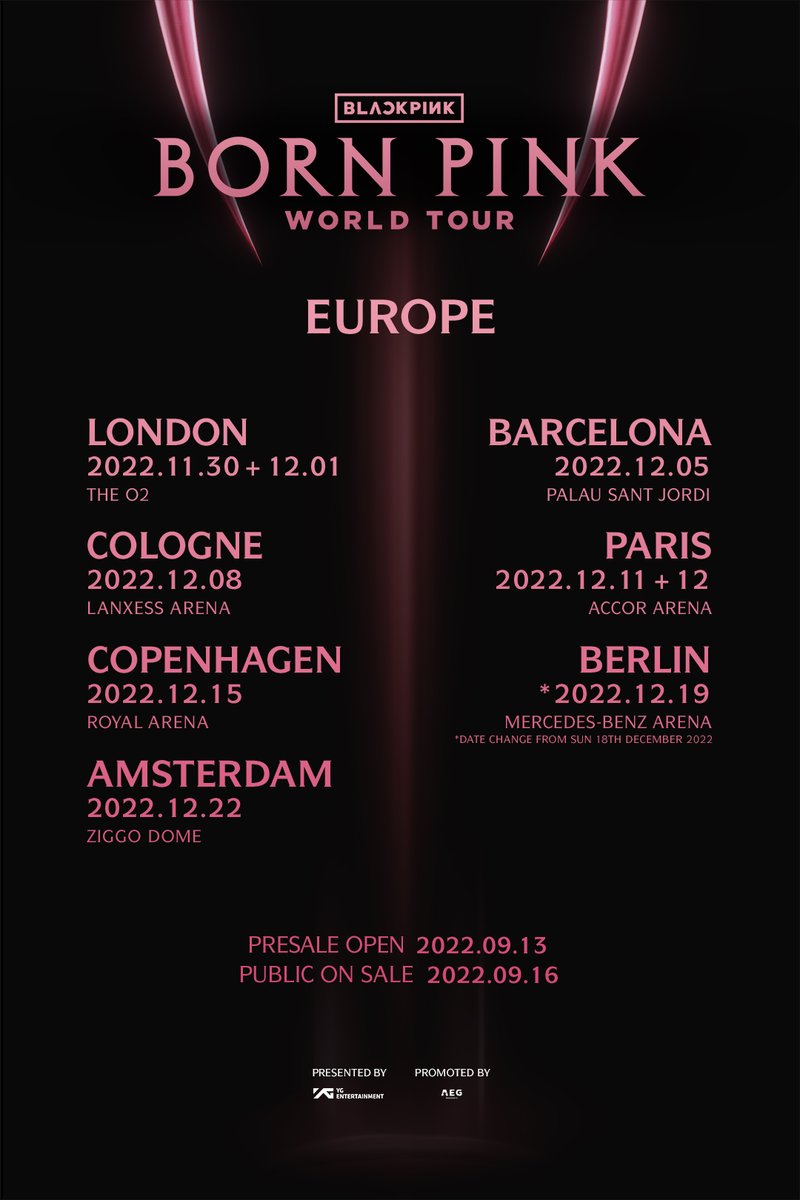 BLACKPINK
BORN PINK
WORLD TOUR
EUROPE
LONDON
2022.11.30 + 12.01
THE O2
BARCELONA
2022.12.05
PALAU SANT JORDI
COLOGNE
2022.12.08
LANXESS ARENA
PARIS
2022.12.11 + 12
ACCOR ARENA
COPENHAGEN
2022.12.15
ROYAL ARENA
BERLIN
*2022.12.19
MERCEDES-BENZ ARENA
*DATE CHANGE FROM SUN 18TH DECEMBER 2022
AMSTERDAM
2022.12.22
ZIGGO DOME
PRESALE OPEN 2022.09.13
PUBLIC ON SALE 2022.09.16
PRESENTED BY
YG
ENTERTAINMENT
PROMOTED BY
AEG